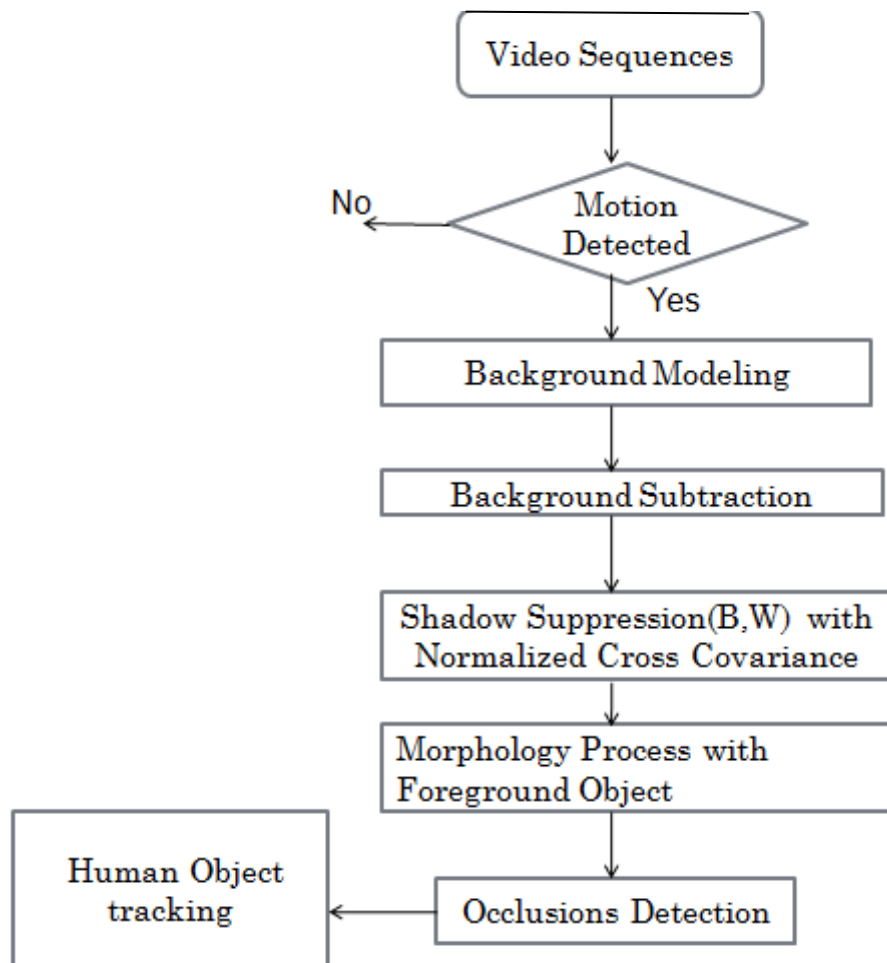 Video Sequences
Motion
Detected
No
Yes
Background Modeling
Background Subtraction
Shadow Suppression(B,W) with
Normalized Cross Covariance
Morphology Process with
Foreground Object
Occlusions Detection
Human Object
tracking